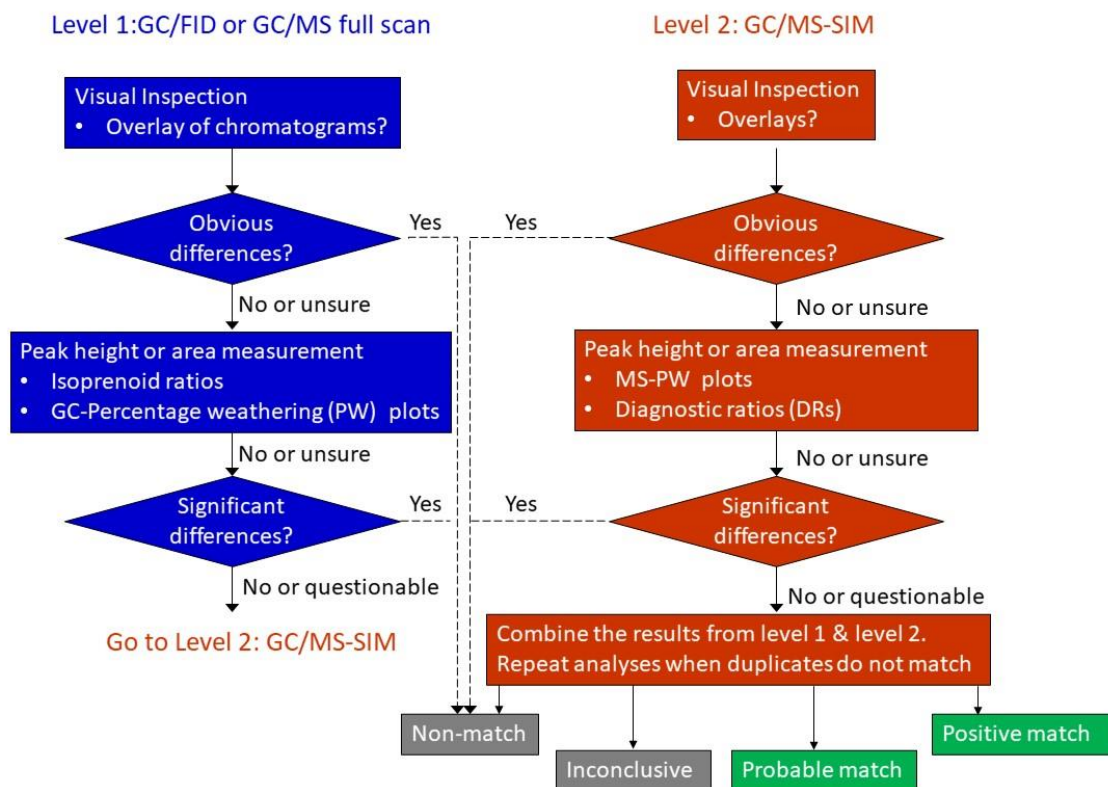 Level 1:GC/FID or GC/MS full scan
Visual Inspection
• Overlay of chromatograms?
Obvious
differences?
Yes
No or unsure
Peak height or area measurement
• Isoprenoid ratios
• GC-Percentage weathering (PW) plots
No or unsure
Significant
differences?
Yes
No or questionable
Go to Level 2: GC/MS-SIM
Level 2: GC/MS-SIM
Visual Inspection
• Overlays?
Obvious
differences?
Yes
No or unsure
Peak height or area measurement
• MS-PW plots
• Diagnostic ratios (DRs)
No or unsure
Significant
differences?
Yes
No or questionable
Combine the results from level 1 & level 2.
Repeat analyses when duplicates do not match
Non-match
Inconclusive
Probable match
Positive match